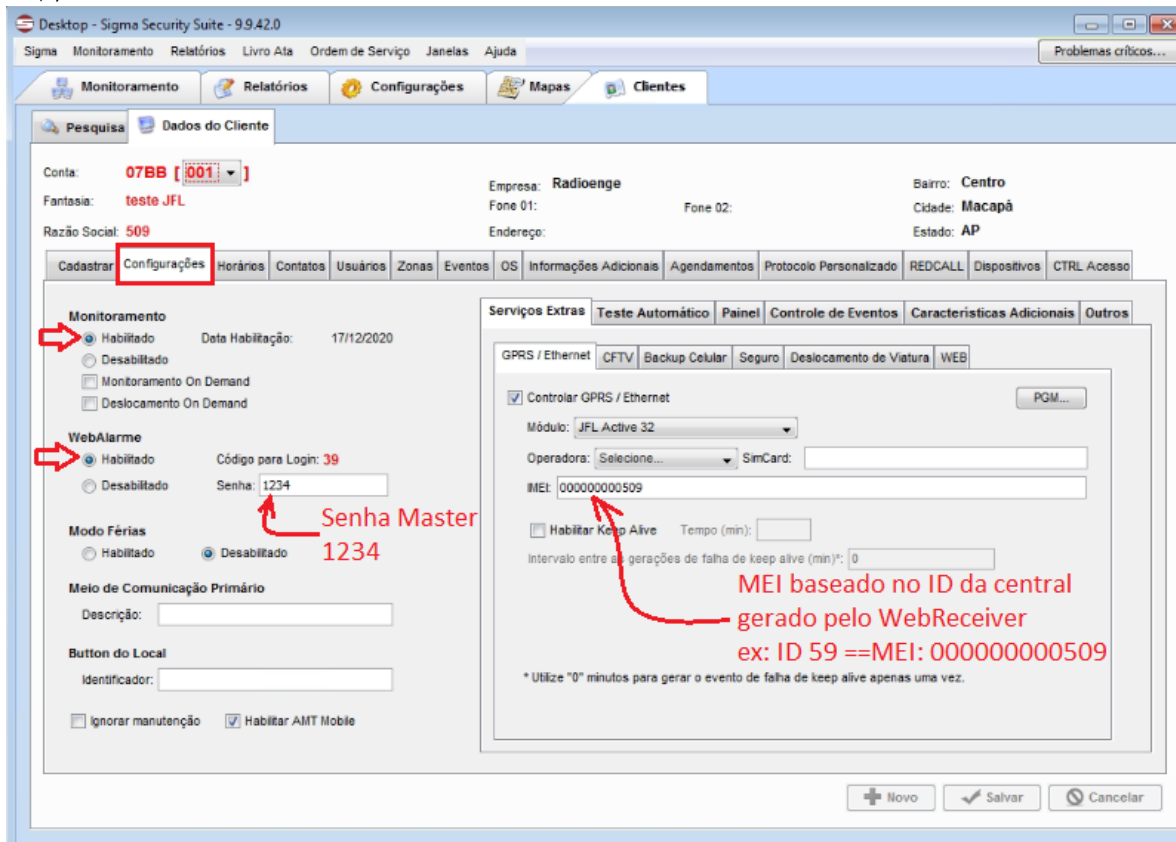 Desktop - Sigma Security Suite - 9.9.42.0
Sigma Monitoramento Relatórios Livro Ata Ordem de Serviço Janelas Ajuda Problemas críticos...
Monitoramento Relatórios Configurações Mapas Clientes
Pesquisa Dados do Cliente
Conta: 07BB [ 001 ] Empresa: Radioenge Bairro: Centro
Fantasia: teste JFL Fone 01: Fone 02: Cidade: Macapá
Razão Social: 509 Endereço: Estado: AP
Cadastrar Configurações Horários Contatos Usuários Zonas Eventos OS Informações Adicionais Agendamentos Protocolo Personalizado REDCALL Dispositivos CTRL Acesso
Monitoramento
Habilitado Data Habilitação: 17/12/2020
Desabilitado
Monitoramento On Demand
Deslocamento On Demand
WebAlarme
Habilitado Código para Login: 39
Desabilitado Senha: 1234
Senha Master
1234
Modo Férias
Habilitado Desabilitado
Meio de Comunicação Primário
Descrição:
Button do Local
Identificador:
Ignorar manutenção Habilitar AMT Mobile
Serviços Extras Teste Automático Painel Controle de Eventos Características Adicionais Outros
GPRS / Ethernet CFTV Backup Celular Seguro Deslocamento de Viatura WEB
Controlar GPRS / Ethernet PGM...
Módulo: JFL Active 32
Operadora: Selecione... SimCard:
IMEI: 000000000509
Habilitar Keep Alive Tempo (min):
Intervalo entre as gerações de falha de keep alive (min)*: 0
MEI baseado no ID da central
gerado pelo WebReceiver
ex: ID 59 ==MEI: 000000000509
* Utilize "0" minutos para gerar o evento de falha de keep alive apenas uma vez.
Novo Salvar Cancelar